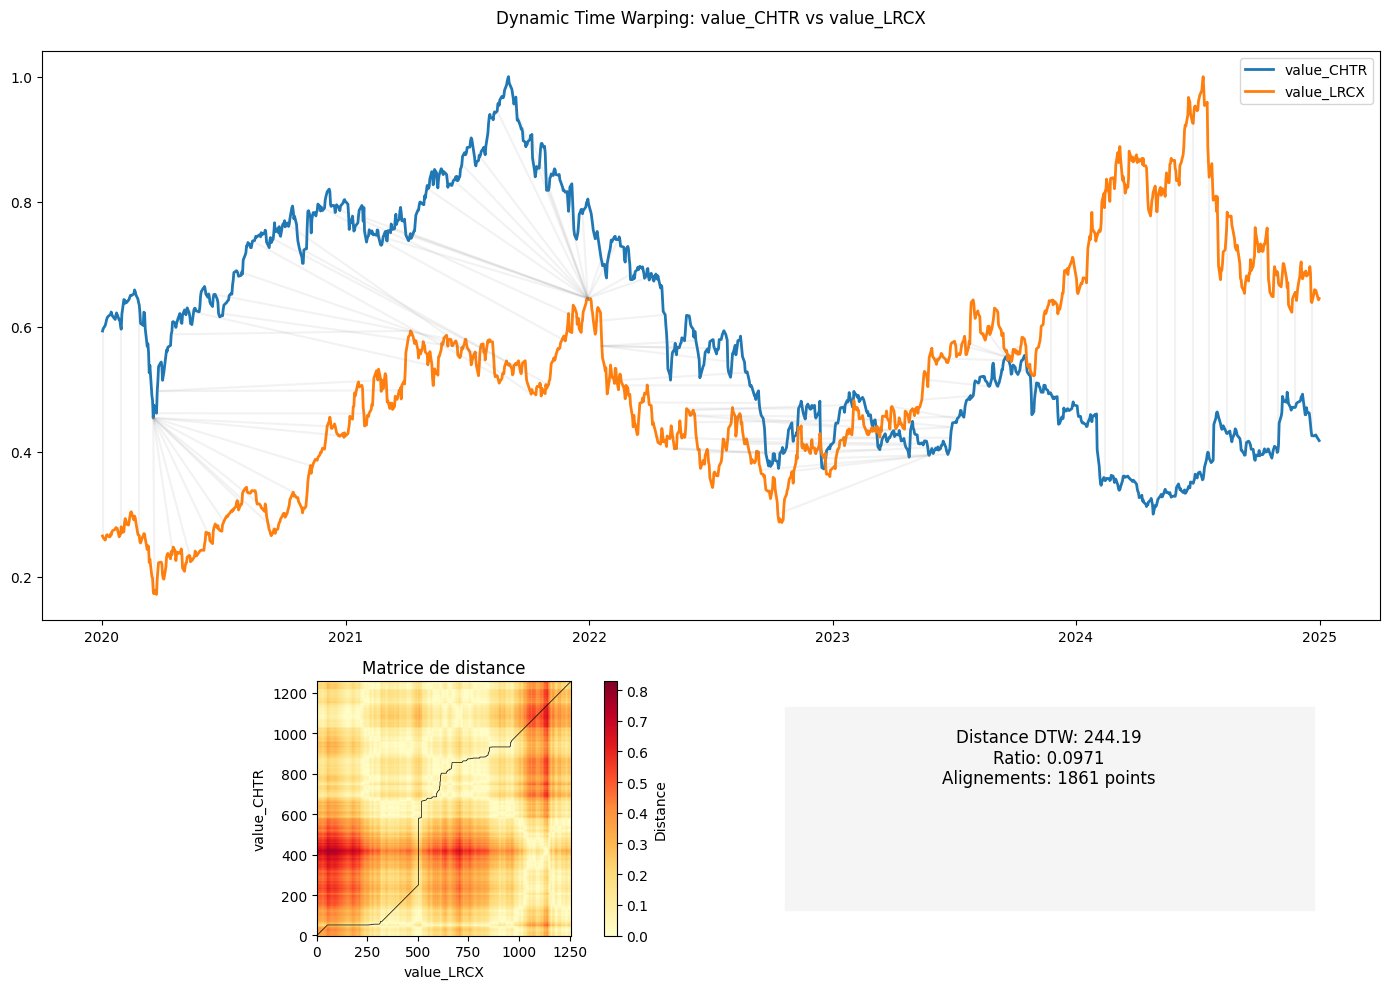 Dynamic Time Warping: value_CHTR vs value_LRCX
value_CHTR
value_LRCX
1.0
0.8
0.6
0.4
0.2
2020 2021 2022 2023 2024 2025
Matrice de distance
value_CHTR
1200
1000
800
600
400
200
0
0 250 500 750 1000 1250
value_LRCX
0.8
0.7
0.6
0.5
0.4
0.3
0.2
0.1
0.0
Distance
Distance DTW: 244.19
Ratio: 0.0971
Alignements: 1861 points